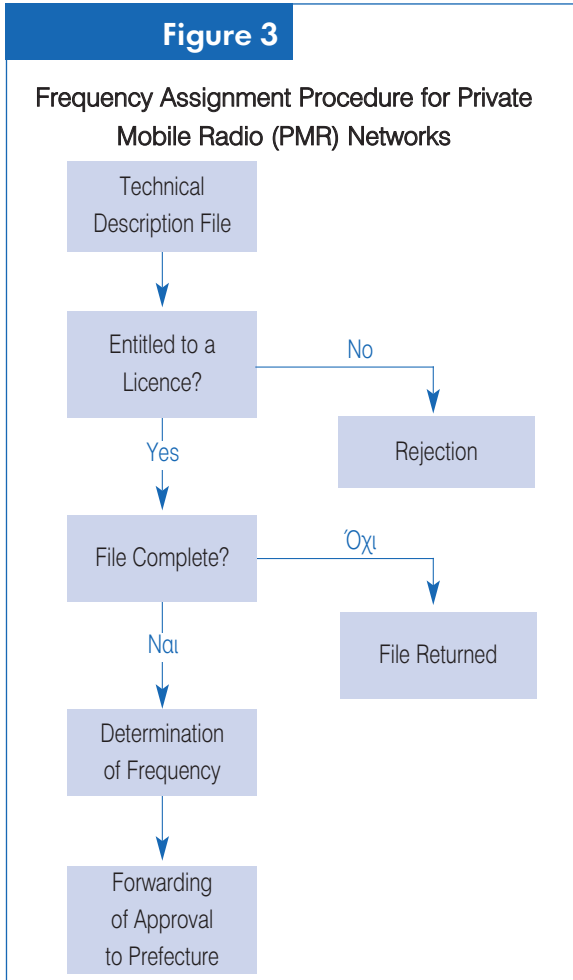 Figure 3
Frequency Assignment Procedure for Private
Mobile Radio (PMR) Networks
Technical
Description File
Entitled to a
Licence?
No
Rejection
Yes
File Complete?
Όχι
File Returned
Ναι
Determination
of Frequency
Forwarding
of Approval
to Prefecture